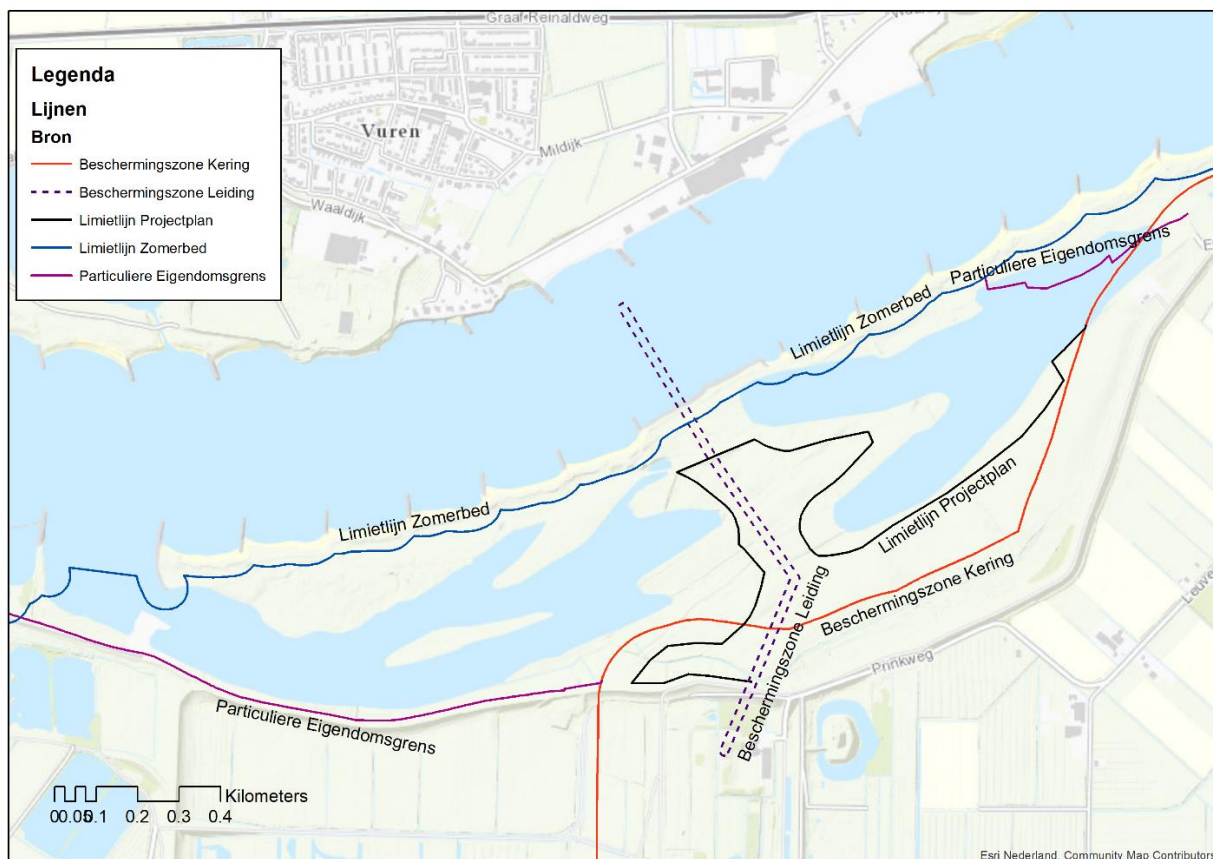 Graaf Reinaldweg
Waaldijk
Legenda
Lijnen
Bron
Beschermingszone Kering
Beschermingszone Leiding
Limietlijn Projectplan
Limietlijn Zomerbed
Particuliere Eigendomsgrens
Vuren
Mildijk
Waaldijk
Particuliere Eigendomsgrens
Limietlijn Zomerbed
Limietlijn Zomerbed
Limietlijn Projectplan
Beschermingszone Kering
Beschermingszone Leiding
Prinkweg
Leuve
Particuliere Eigendomsgrens
Kilometers
0 0.05 0.1 0.2 0.3 0.4
Esri Nederland, Community Map Contributors